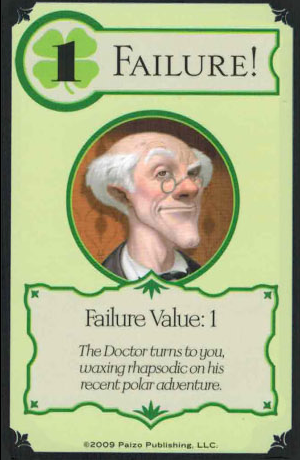 1 FAILURE!
Failure Value: 1
The Doctor turns to you,
waxing rhapsodic on his
recent polar adventure.
©2009 Paizo Publishing, LLC.